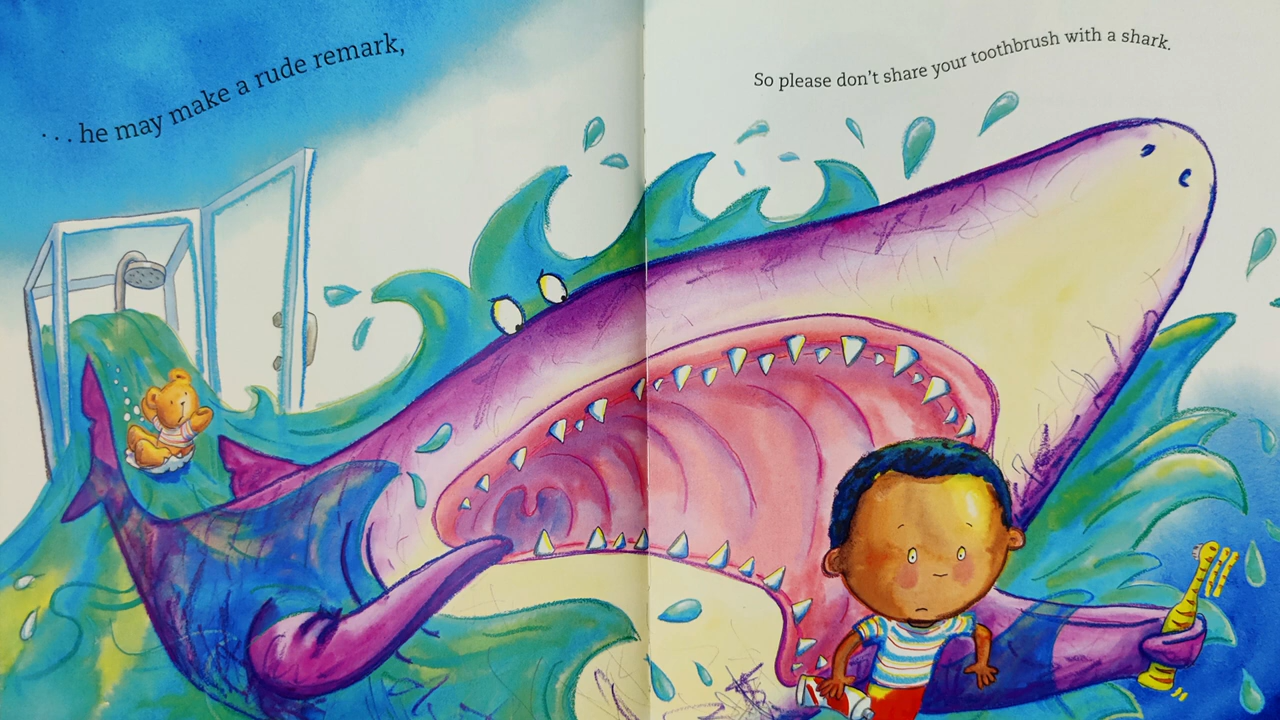 . . . he may make a rude remark,
So please don't share your toothbrush with a shark.